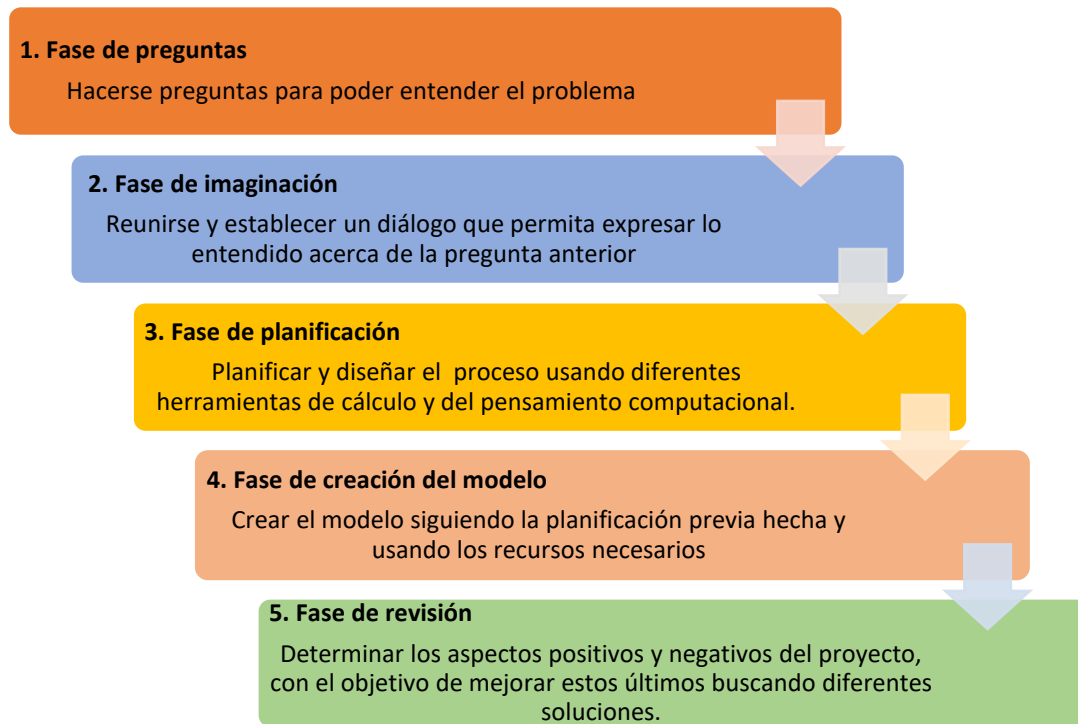 1. Fase de preguntas
Hacerse preguntas para poder entender el problema
2. Fase de imaginación
Reunirse y establecer un diálogo que permita expresar lo
entendido acerca de la pregunta anterior
3. Fase de planificación
Planificar y diseñar el proceso usando diferentes
herramientas de cálculo y del pensamiento computacional.
4. Fase de creación del modelo
Crear el modelo siguiendo la planificación previa hecha y
usando los recursos necesarios
5. Fase de revisión
Determinar los aspectos positivos y negativos del proyecto,
con el objetivo de mejorar estos últimos buscando diferentes
soluciones.